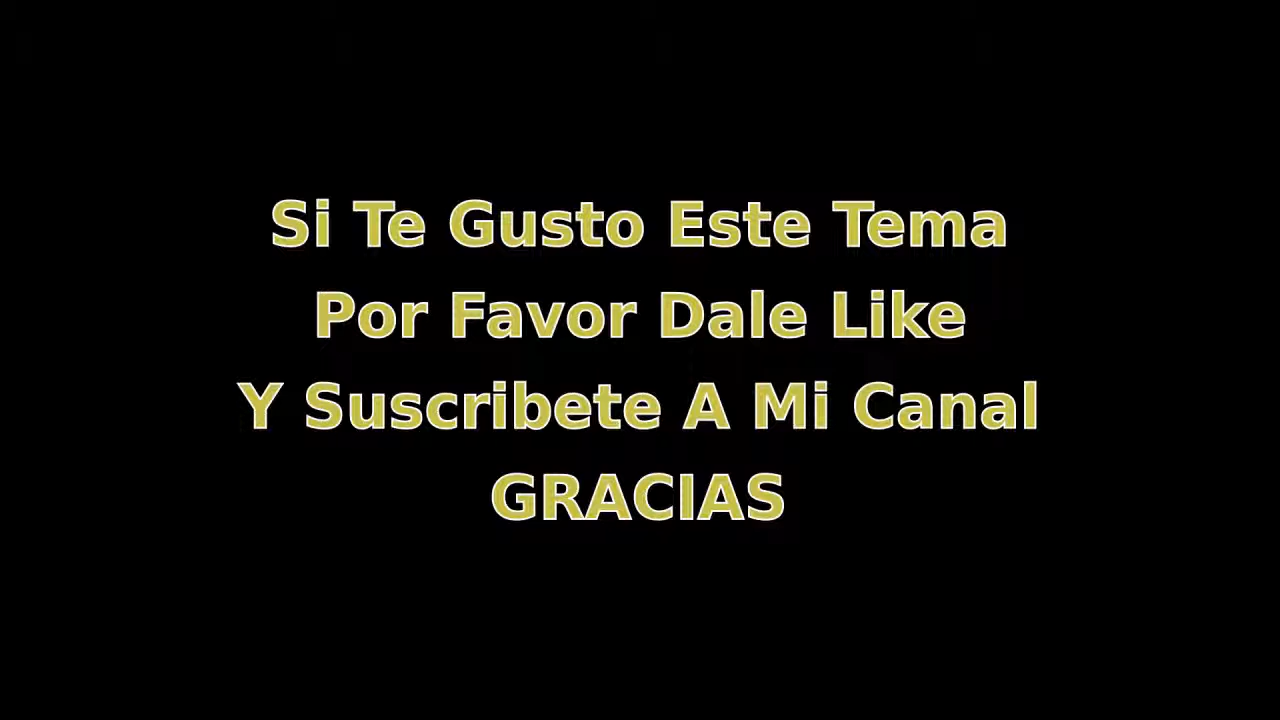 Si Te Gusto Este Tema
Por Favor Dale Like
Y Suscribete A Mi Canal
GRACIAS